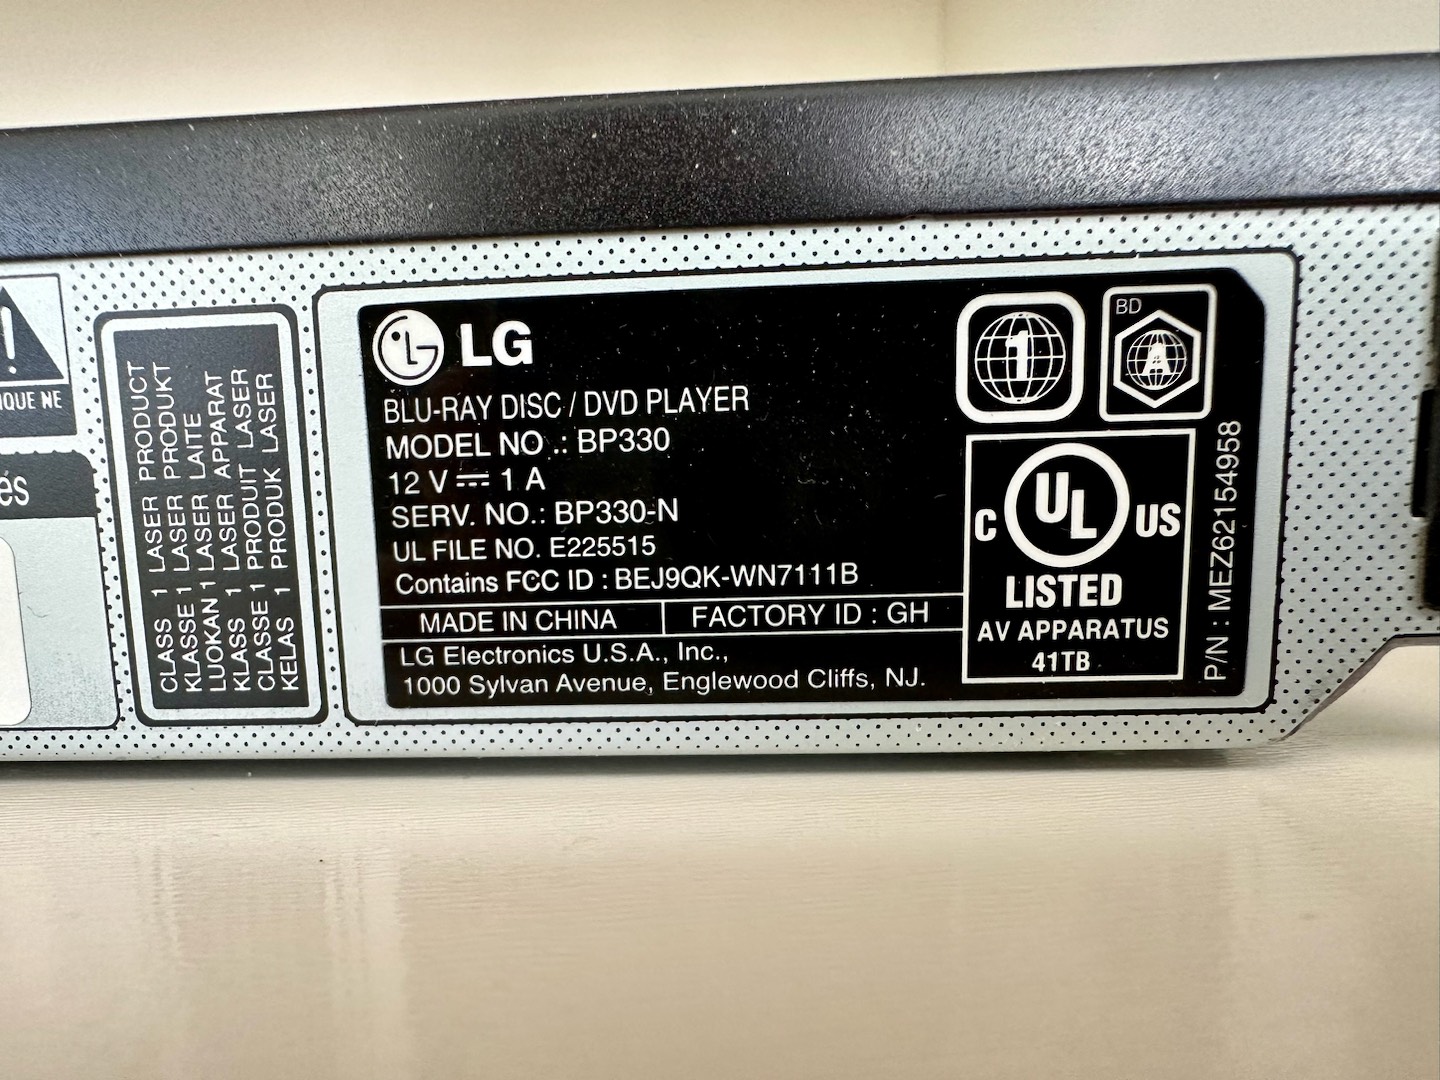 !
IQUE NE
es
CLASS 1 LASER PRODUCT
KLASSE 1 LASER PRODUKT
LUOKAN 1 LASER LAITE
KLASS 1 LASER APPARAT
CLASSE 1 PRODUIT LASER
KELAS 1 PRODUK LASER
LG
BLU-RAY DISC / DVD PLAYER
MODEL NO .: BP330
12 V ⎓ 1 A
SERV. NO.: BP330-N
UL FILE NO. E225515
Contains FCC ID : BEJ9QK-WN7111B
MADE IN CHINA
FACTORY ID : GH
LG Electronics U.S.A., Inc.,
1000 Sylvan Avenue, Englewood Cliffs, NJ.
1
BD
A
C UL US
LISTED
AV APPARATUS
41TB
P/N : MEZ62154958